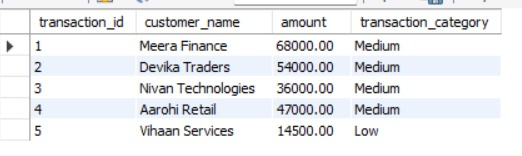 transaction_id customer_name amount transaction_category
1 Meera Finance 68000.00 Medium
2 Devika Traders 54000.00 Medium
3 Nivan Technologies 36000.00 Medium
4 Aarohi Retail 47000.00 Medium
5 Vihaan Services 14500.00 Low